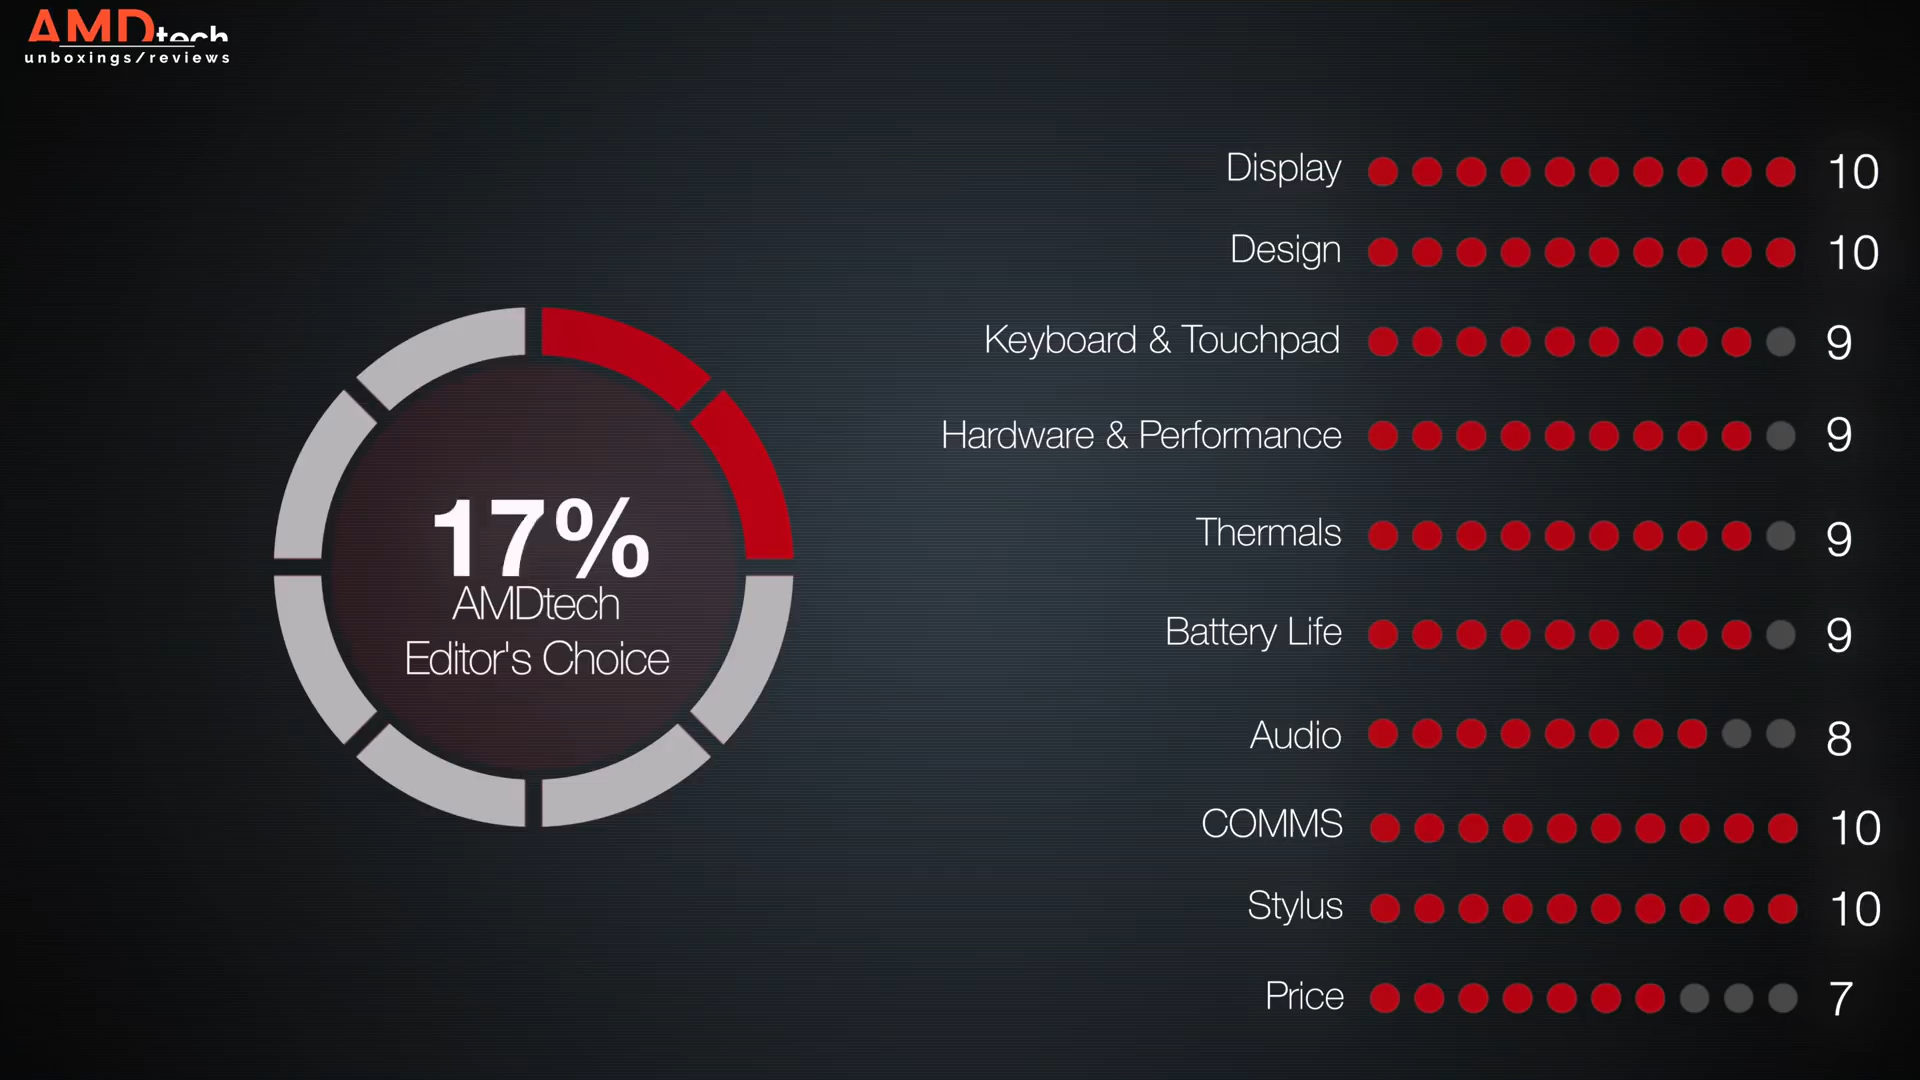 AMDtech
unboxings/reviews
17%
AMDtech
Editor's Choice
Display 10
Design 10
Keyboard & Touchpad 9
Hardware & Performance 9
Thermals 9
Battery Life 9
Audio 8
COMMS 10
Stylus 10
Price 7